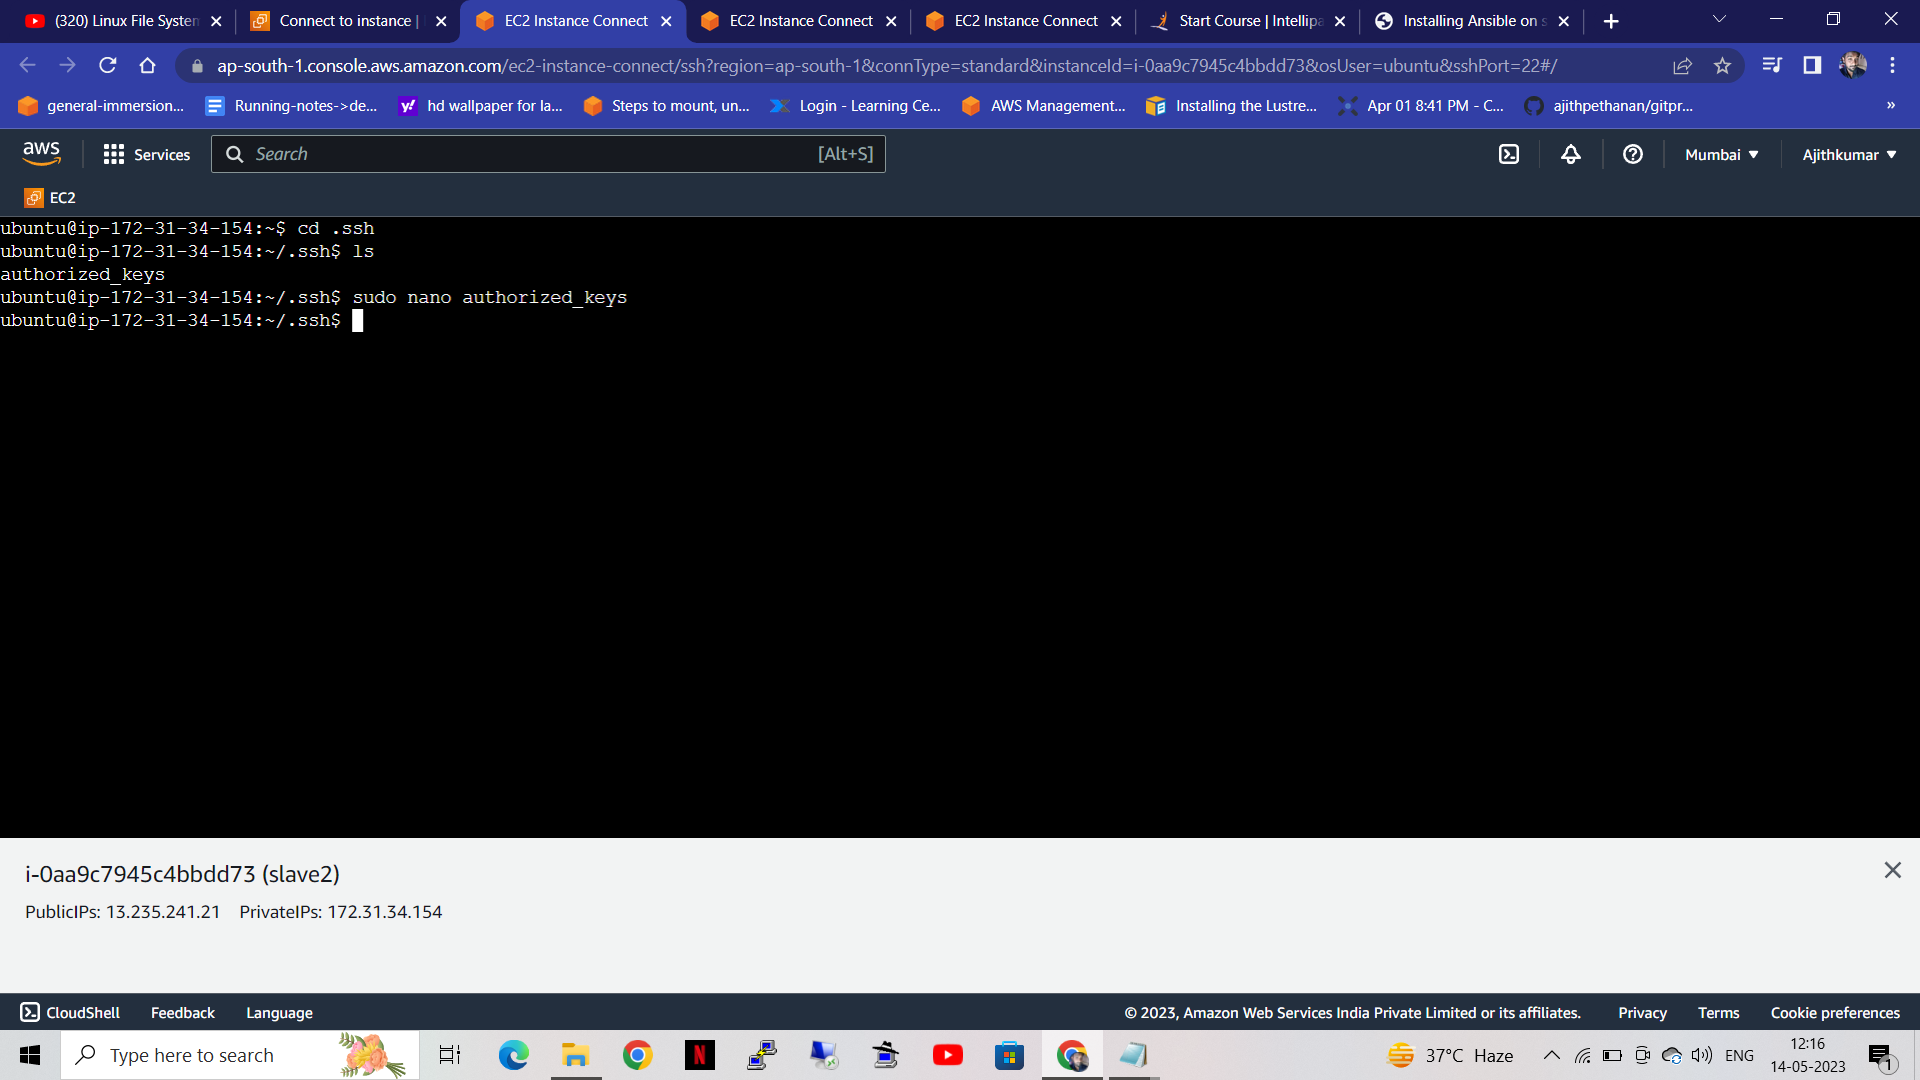 (320) Linux File System
Connect to instance |
EC2 Instance Connect
EC2 Instance Connect
EC2 Instance Connect
Start Course | Intellipa
Installing Ansible on s
ap-south-1.console.aws.amazon.com/ec2-instance-connect/ssh?region=ap-south-1&connType=standard&instanceId=i-0aa9c7945c4bbdd73&osUser=ubuntu&sshPort=22#/
general-immersion...
Running-notes->de...
y!
hd wallpaper for la...
Steps to mount, un...
Login - Learning Ce...
AWS Management...
Installing the Lustre...
Apr 01 8:41 PM - C...
ajithpethanan/gitpr...
»
aws
Services
Search
[Alt+S]
Mumbai
Ajithkumar
EC2
ubuntu@ip-172-31-34-154:~$ cd .ssh
ubuntu@ip-172-31-34-154:~/.ssh$ ls
authorized_keys
ubuntu@ip-172-31-34-154:~/.ssh$ sudo nano authorized_keys
ubuntu@ip-172-31-34-154:~/.ssh$
i-0aa9c7945c4bbdd73 (slave2)
PublicIPs: 13.235.241.21 PrivateIPs: 172.31.34.154
CloudShell
Feedback
Language
© 2023, Amazon Web Services India Private Limited or its affiliates.
Privacy
Terms
Cookie preferences
Type here to search
N
37°C Haze
ENG
12:16
14-05-2023
1